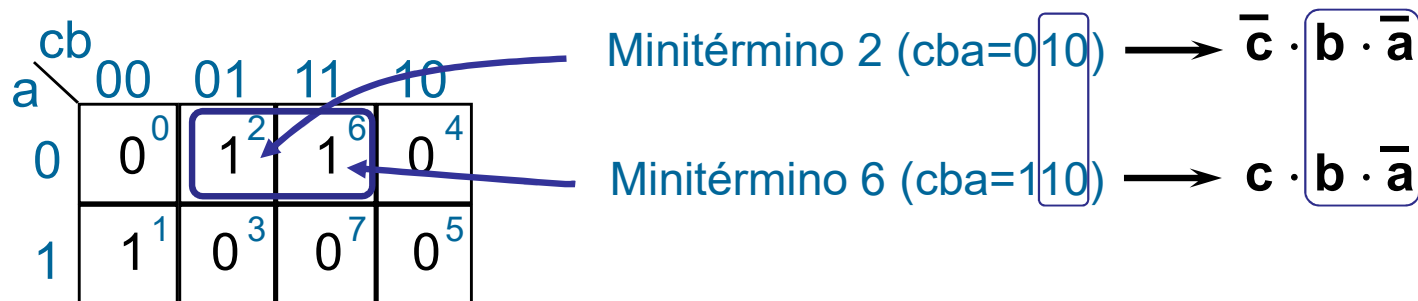 cb
a
00 01 11 10
0 0 0 1 2 1 6 0 4
1 1 1 0 3 0 7 0 5
Minitérmino 2 (cba=010) → c̅ · b · a̅
Minitérmino 6 (cba=110) → c · b · a̅